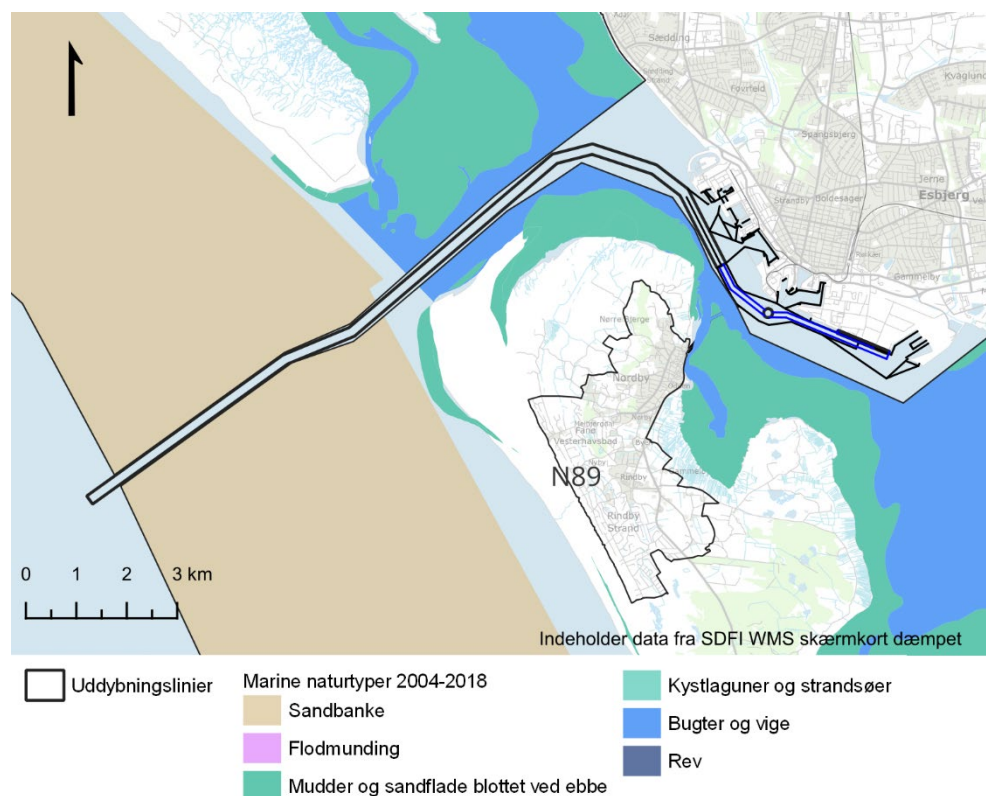 Sædding
Fovrfeld
Kvaglund
Spangsbjerg
Jerne
Strandby
Boldesager
Esbjerg
Gammelby
Nordby
Fanø
Vesterhavsbad
Rindby
N89
Rindby
Strand
0 1 2 3 km
Indeholder data fra SDFI WMS skærmkort dæmpet
Uddybningslinier
Marine naturtyper 2004-2018
Sandbanke
Flodmunding
Mudder og sandflade blottet ved ebbe
Kystlaguner og strandsøer
Bugter og vige
Rev